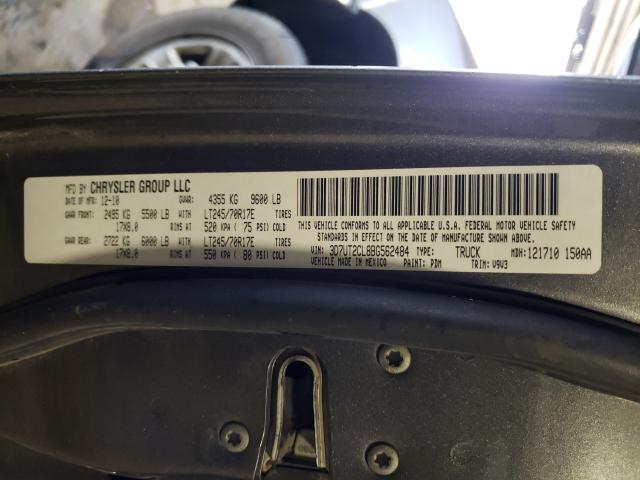 MFD BY CHRYSLER GROUP LLC
DATE OF MFR: 12-10 GVWR: 4355 KG 9600 LB
GAWR FRONT: 2495 KG 5500 LB WITH LT245/70R17E TIRES
17X8.0 RIMS AT 520 KPA ( 75 PSI) COLD
GAWR REAR: 2722 KG 6000 LB WITH LT245/70R17E TIRES
17X8.0 RIMS AT 550 KPA ( 80 PSI) COLD
THIS VEHICLE CONFORMS TO ALL APPLICABLE U.S.A. FEDERAL MOTOR VEHICLE SAFETY
STANDARDS IN EFFECT ON THE DATE OF MANUFACTURE SHOWN ABOVE.
VIN: 3D7UT2CL8BG562484 TYPE: TRUCK MDH: 121710 150AA
VEHICLE MADE IN MEXICO PAINT: PDM TRIM: V9V3